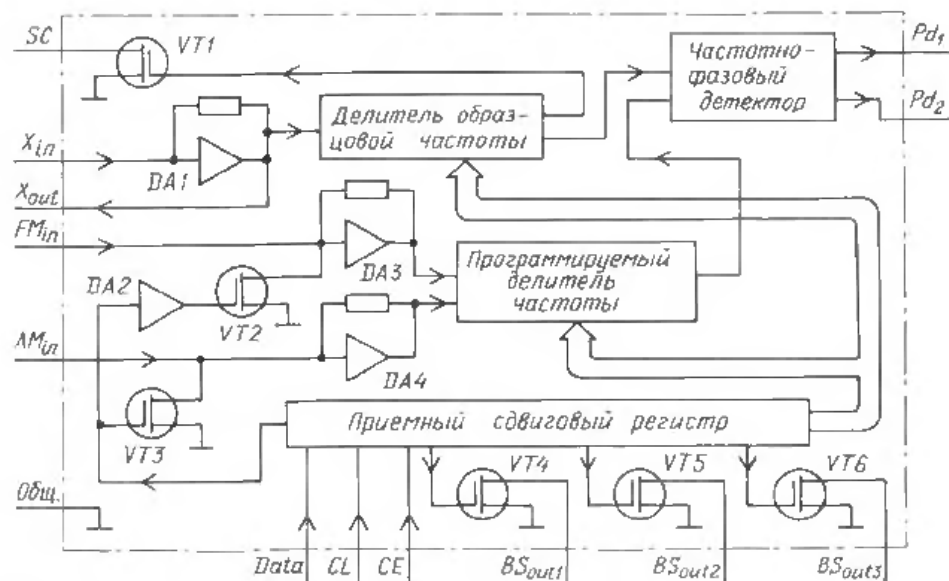 SC
VT1
Делитель образ-
цовой частоты
Частотно-
фазовый
детектор
Pd₁
Pd₂
Xin
DA1
Xout
FMin
DA3
DA2
VT2
Программируемый
делитель
частоты
AMin
DA4
VT3
Приемный сдвиговый регистр
VT4
VT5
VT6
Общ.
Data
CL
CE
BSout1
BSout2
BSout3